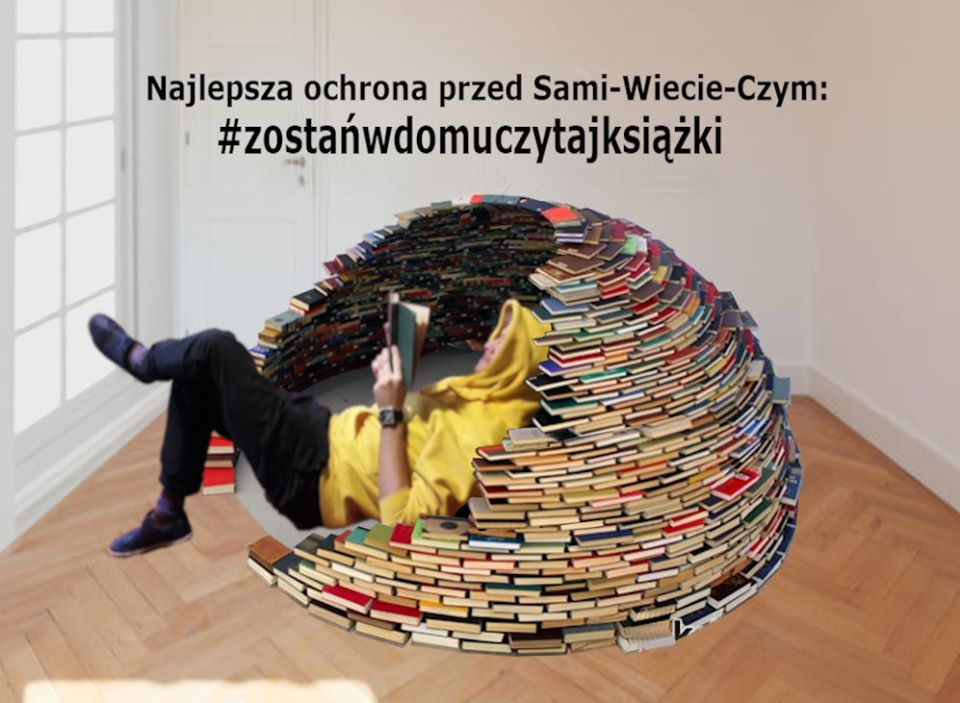 Najlepsza ochrona przed Sami-Wiecie-Czym:
#zostańwdomuczytajksiążki